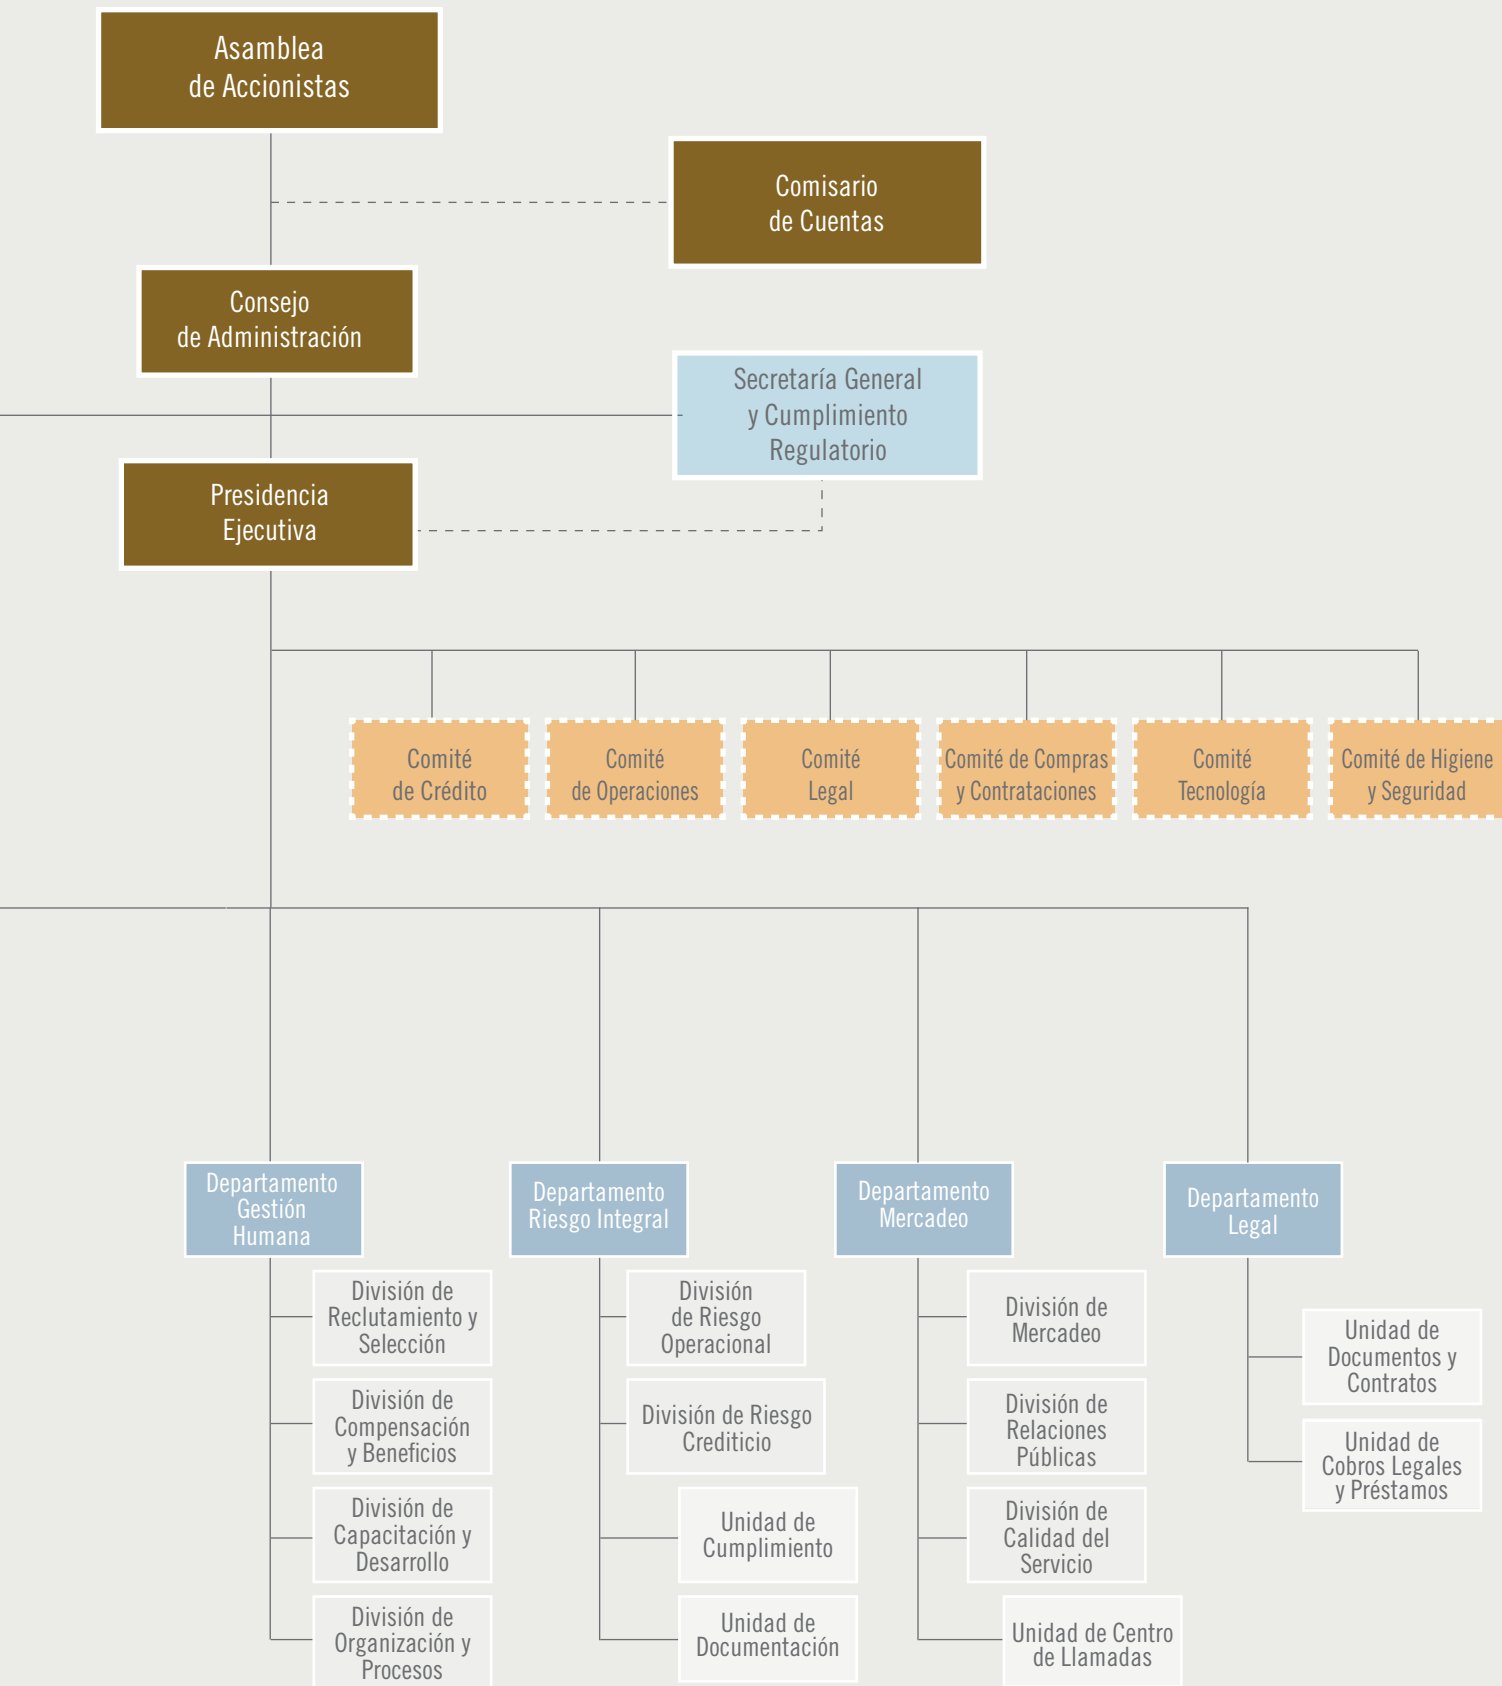 Asamblea
de Accionistas
Comisario
de Cuentas
Consejo
de Administración
Secretaría General
y Cumplimiento
Regulatorio
Presidencia
Ejecutiva
Comité
de Crédito
Comité
de Operaciones
Comité
Legal
Comité de Compras
y Contrataciones
Comité
Tecnología
Comité de Higiene
y Seguridad
Departamento
Gestión
Humana
División de
Reclutamiento y
Selección
División de
Compensación
y Beneficios
División de
Capacitación y
Desarrollo
División de
Organización y
Procesos
Departamento
Riesgo Integral
División
de Riesgo
Operacional
División de Riesgo
Crediticio
Unidad de
Cumplimiento
Unidad de
Documentación
Departamento
Mercadeo
División de
Mercadeo
División de
Relaciones
Públicas
División de
Calidad del
Servicio
Unidad de Centro
de Llamadas
Departamento
Legal
Unidad de
Documentos y
Contratos
Unidad de
Cobros Legales
y Préstamos